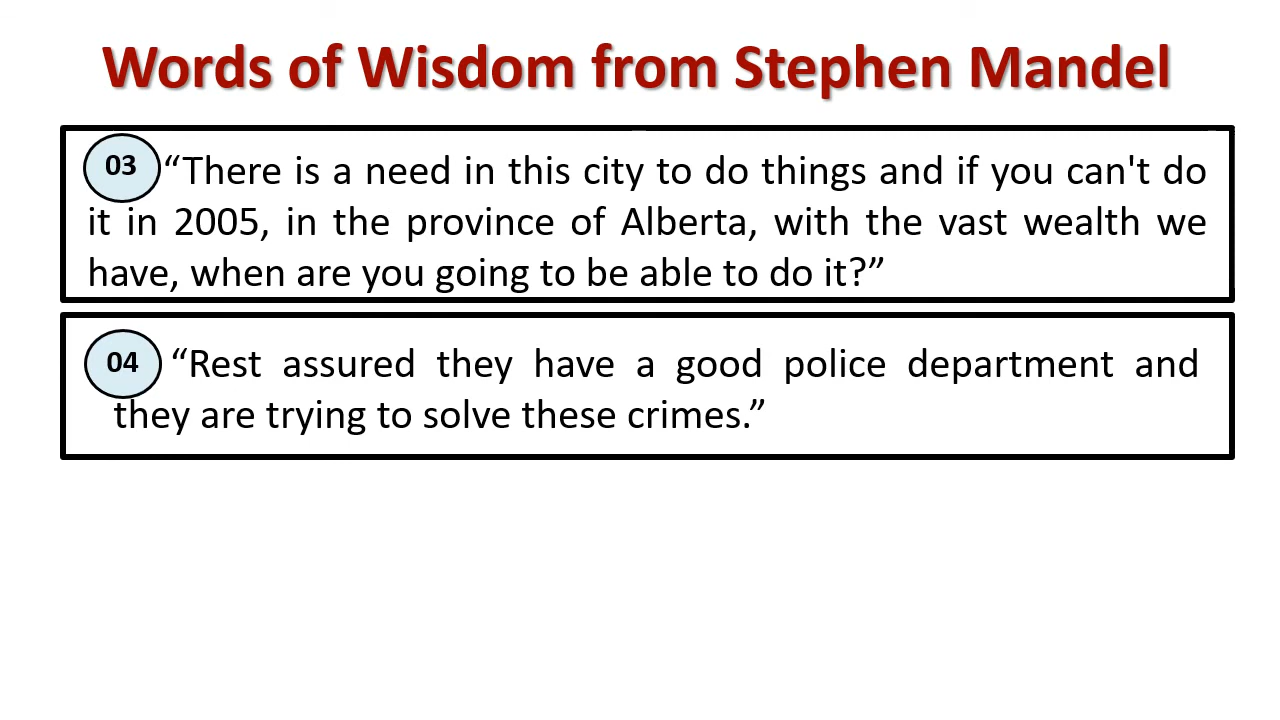 Words of Wisdom from Stephen Mandel
03 “There is a need in this city to do things and if you can't do
it in 2005, in the province of Alberta, with the vast wealth we
have, when are you going to be able to do it?”
04 “Rest assured they have a good police department and
they are trying to solve these crimes.”